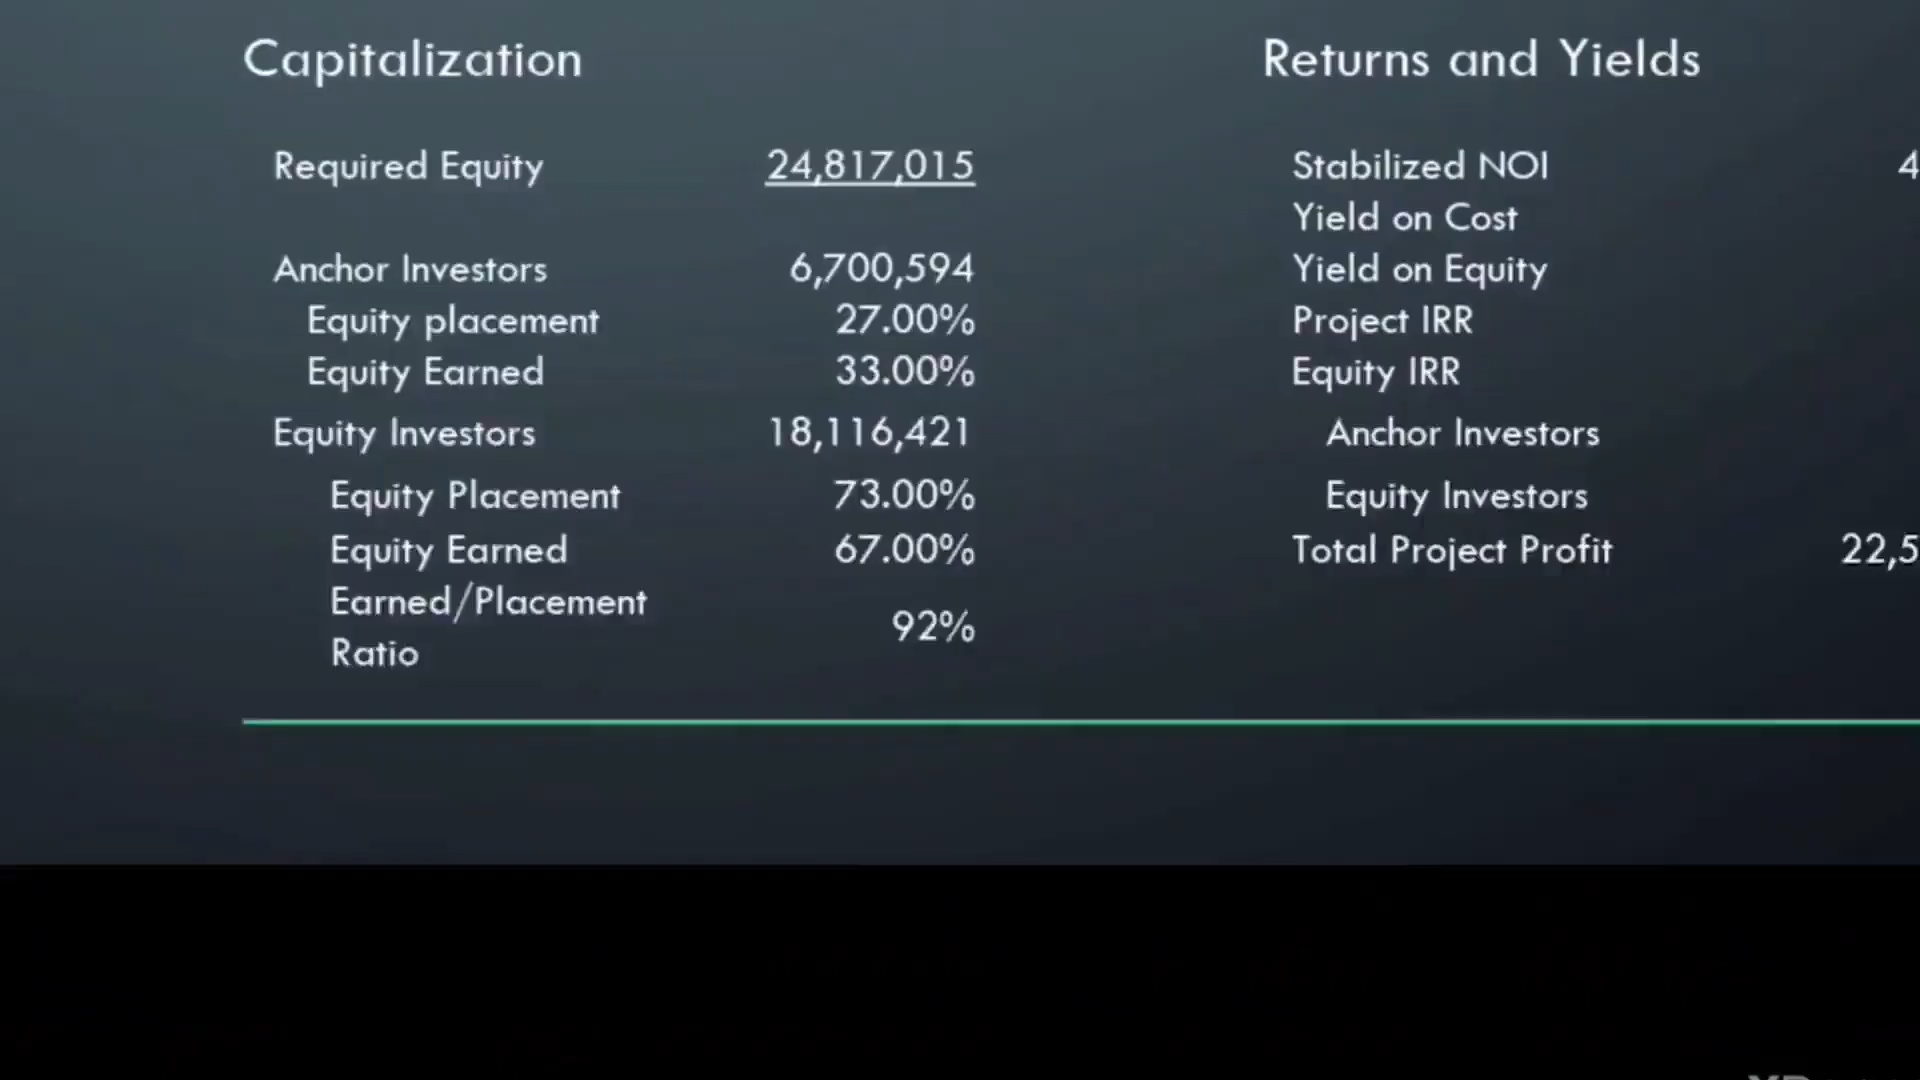 Capitalization
Required Equity 24,817,015
Anchor Investors 6,700,594
Equity placement 27.00%
Equity Earned 33.00%
Equity Investors 18,116,421
Equity Placement 73.00%
Equity Earned 67.00%
Earned/Placement
Ratio 92%
Returns and Yields
Stabilized NOI 4
Yield on Cost
Yield on Equity
Project IRR
Equity IRR
Anchor Investors
Equity Investors
Total Project Profit 22,5